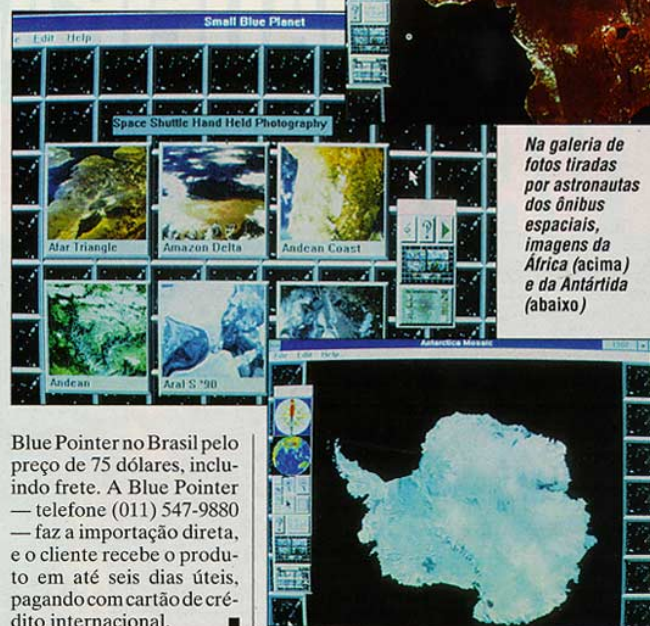 Small Blue Planet
Edit Help
Space Shuttle Hand Held Photography
Afar Triangle
Amazon Delta
Andean Coast
Andean
Aral S '90
Na galeria de
fotos tiradas
por astronautas
dos ônibus
espaciais,
imagens da
África (acima)
e da Antártida
(abaixo)
Antarctica Mosaic
Edit Help
Blue Pointer no Brasil pelo
preço de 75 dólares, inclu-
indo frete. A Blue Pointer
— telefone (011) 547-9880
— faz a importação direta,
e o cliente recebe o produ-
to em até seis dias úteis,
pagando com cartão de cré-
dito internacional. ■